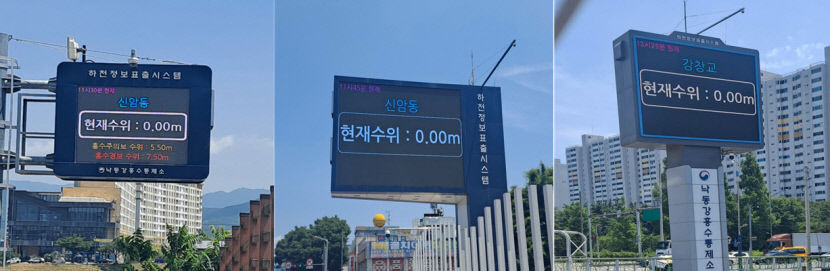 하천정보표출시스템
11시30분 현재
신암동
현재수위 : 0.00m
홍수주의보 수위 : 5.50m
홍수경보 수위 : 7.50m
낙동강홍수통제소
하천정보표출시스템
11시45분 현재
신암동
현재수위 : 0.00m
하천정보표출시스템
13시20분 현재
강창교
현재수위 : 0.00m
낙동강홍수통제소